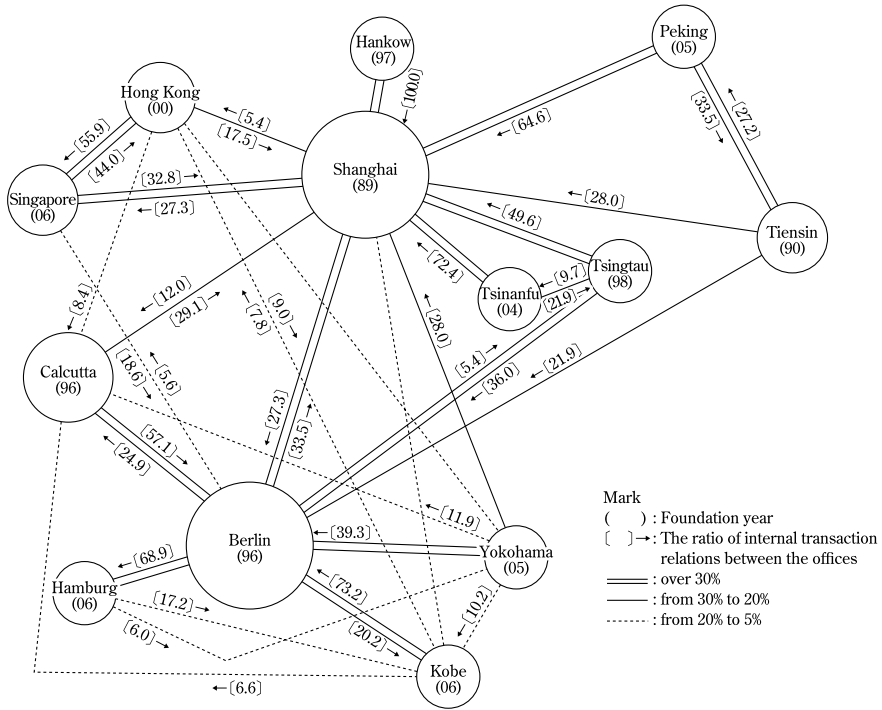 Hankow
(97)
Peking
(05)
Hong Kong
(00)
[100.0]
[5.4]
[17.5]
[64.6]
[33.5]
[27.2]
[55.9]
[44.0]
Shanghai
(89)
[32.8]
[27.3]
Singapore
(06)
[28.0]
[49.6]
Tiensin
(90)
[72.4]
Tsingtau
(98)
[9.7]
[21.9]
Tsinanfu
(04)
[12.0]
[29.1]
[8.4]
[7.8]
[9.0]
[28.0]
Calcutta
(96)
[18.6]
[5.6]
[5.4]
[36.0]
[21.9]
[27.3]
[33.5]
[57.1]
[24.9]
[11.9]
Berlin
(96)
[39.3]
Yokohama
(05)
[68.9]
Hamburg
(06)
[17.2]
[6.0]
[73.2]
[20.2]
[10.2]
Kobe
(06)
[6.6]
Mark
( ) : Foundation year
[ ]→: The ratio of internal transaction
relations between the offices
: over 30%
: from 30% to 20%
: from 20% to 5%